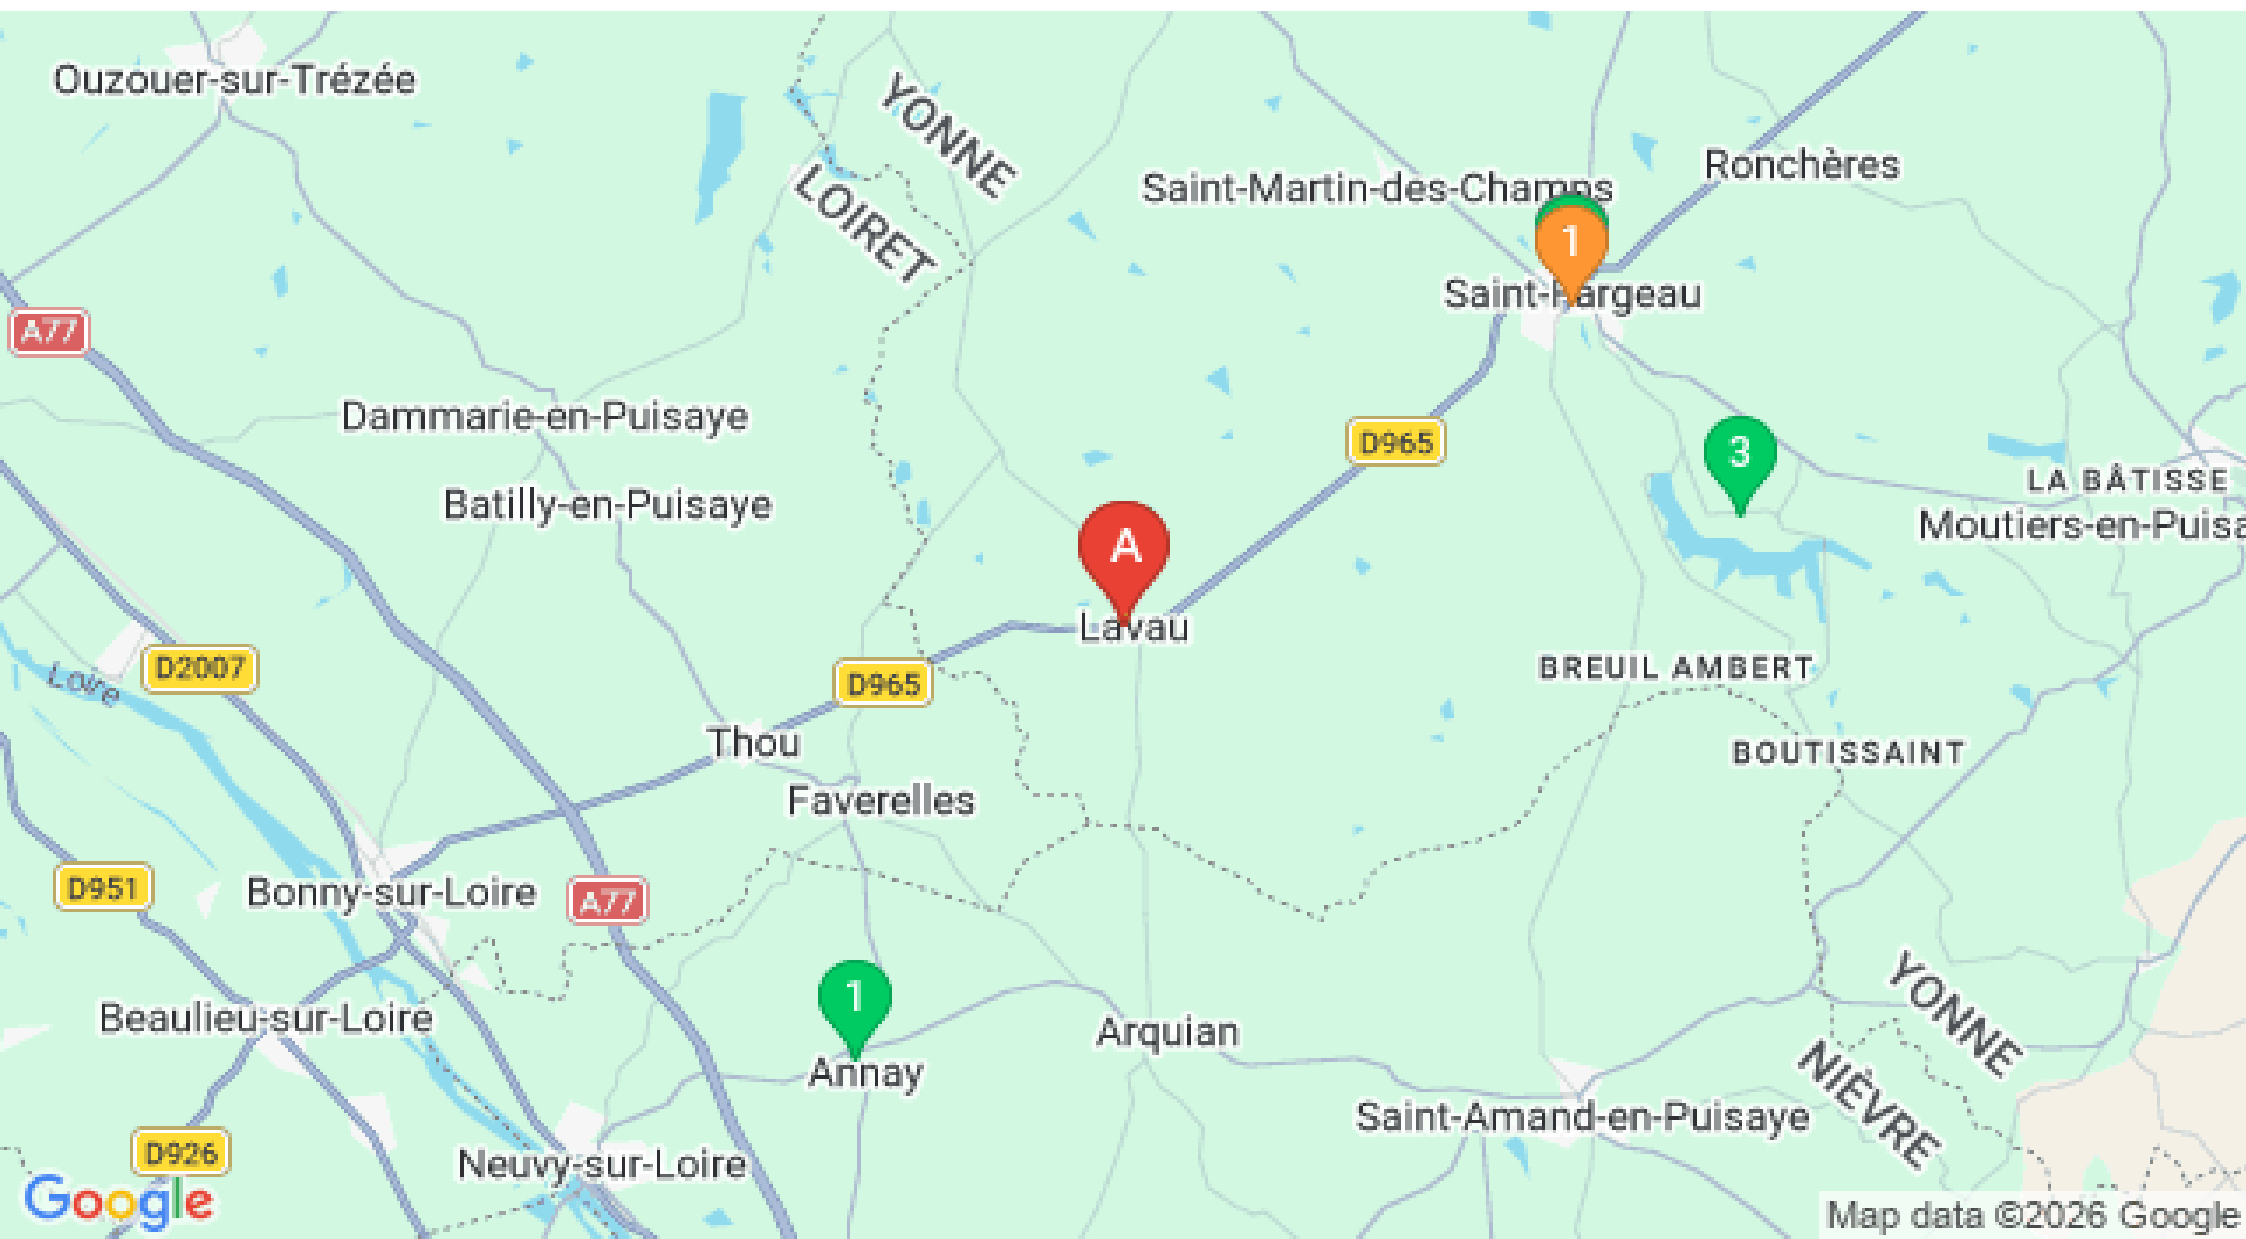 Ouzouer-sur-Trézée
YONNE
LOIRET
Saint-Martin-des-Champs
Ronchères
1
Saint-Fargeau
A77
Dammarie-en-Puisaye
D965
3
LA BÂTISSE
Batilly-en-Puisaye
Moutiers-en-Puisa
A
Lavau
Loire
D2007
D965
BREUIL AMBERT
Thou
BOUTISSAINT
Faverelles
D951
Bonny-sur-Loire
A77
1
YONNE
NIÈVRE
Beaulieu-sur-Loire
Arquian
Annay
Saint-Amand-en-Puisaye
D926
Neuvy-sur-Loire
Google
Map data ©2026 Google